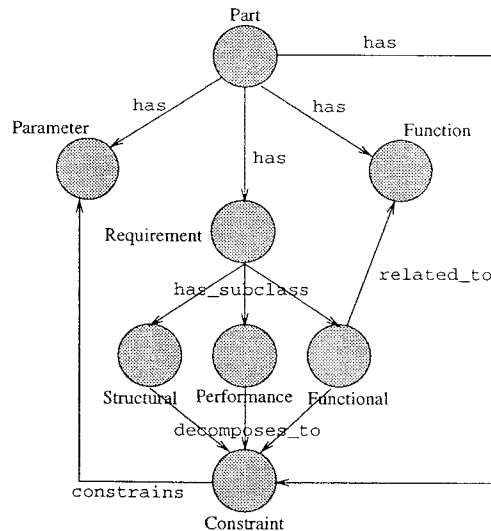 Part
has
has
has
Parameter
Function
has
Requirement
related_to
has_subclass
Structural
Performance
Functional
decomposes_to
constrains
Constraint